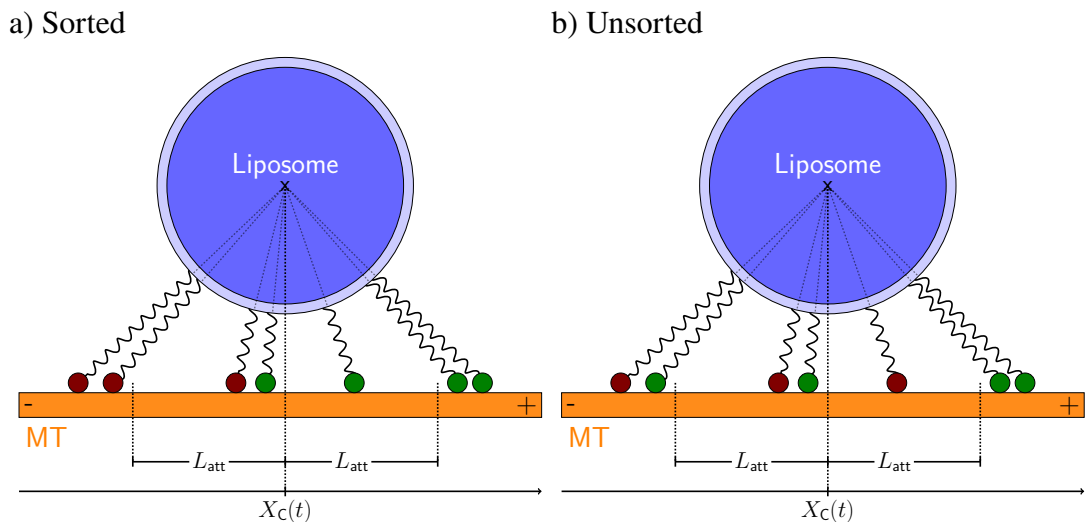 a) Sorted
Liposome
x
- +
MT
L_att L_att
X_C(t)
b) Unsorted
Liposome
x
- +
MT
L_att L_att
X_C(t)